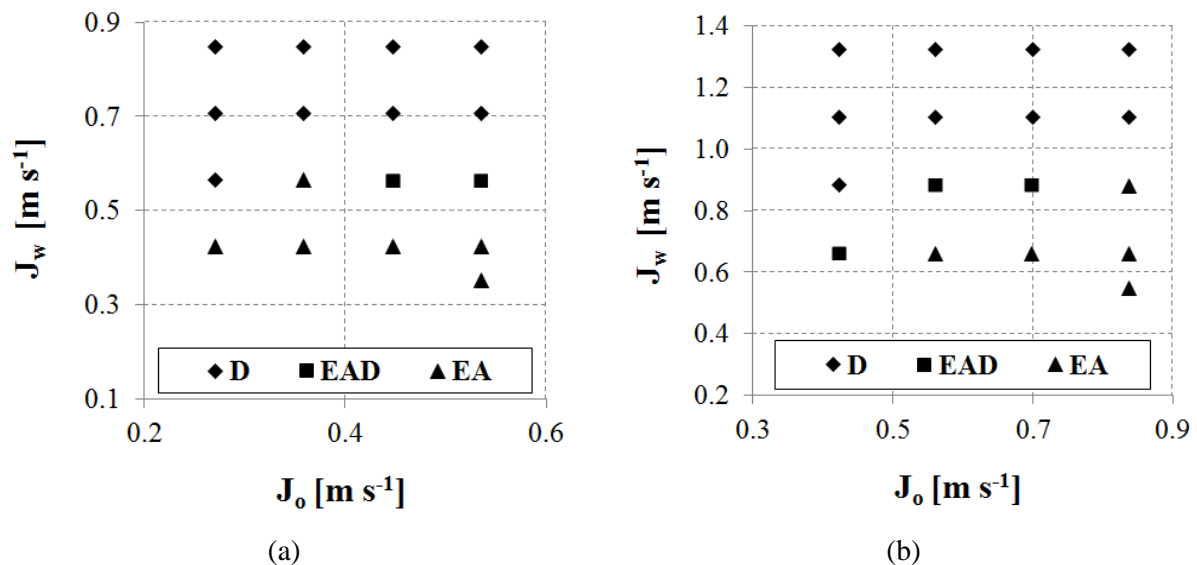 0.9
0.7
0.5
0.3
0.1
J_w [m s⁻¹]
D EAD EA
0.2 0.4 0.6
J_o [m s⁻¹]
(a)
1.4
1.2
1.0
0.8
0.6
0.4
0.2
J_w [m s⁻¹]
D EAD EA
0.3 0.5 0.7 0.9
J_o [m s⁻¹]
(b)